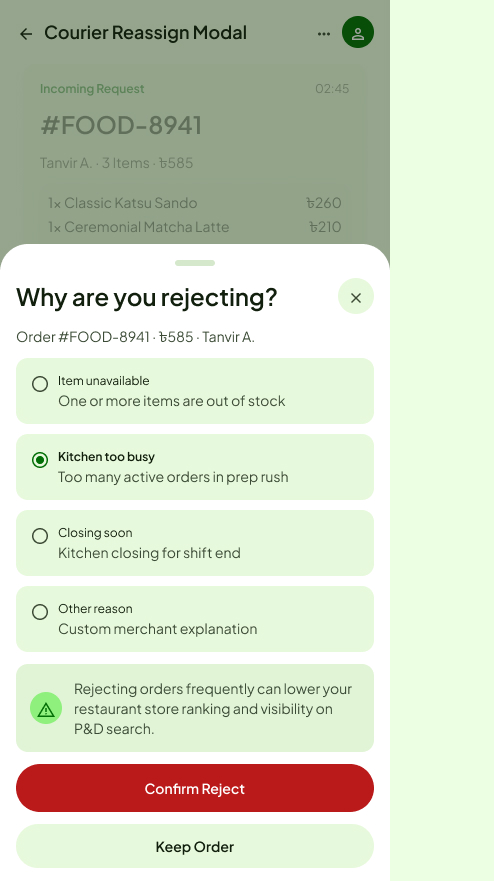 Courier Reassign Modal
Incoming Request 02:45
#FOOD-8941
Tanvir A. · 3 Items · ৳585
1x Classic Katsu Sando ৳260
1x Ceremonial Matcha Latte ৳210
Why are you rejecting?
Order #FOOD-8941 · ৳585 · Tanvir A.
Item unavailable
One or more items are out of stock
Kitchen too busy
Too many active orders in prep rush
Closing soon
Kitchen closing for shift end
Other reason
Custom merchant explanation
Rejecting orders frequently can lower your
restaurant store ranking and visibility on
P&D search.
Confirm Reject
Keep Order